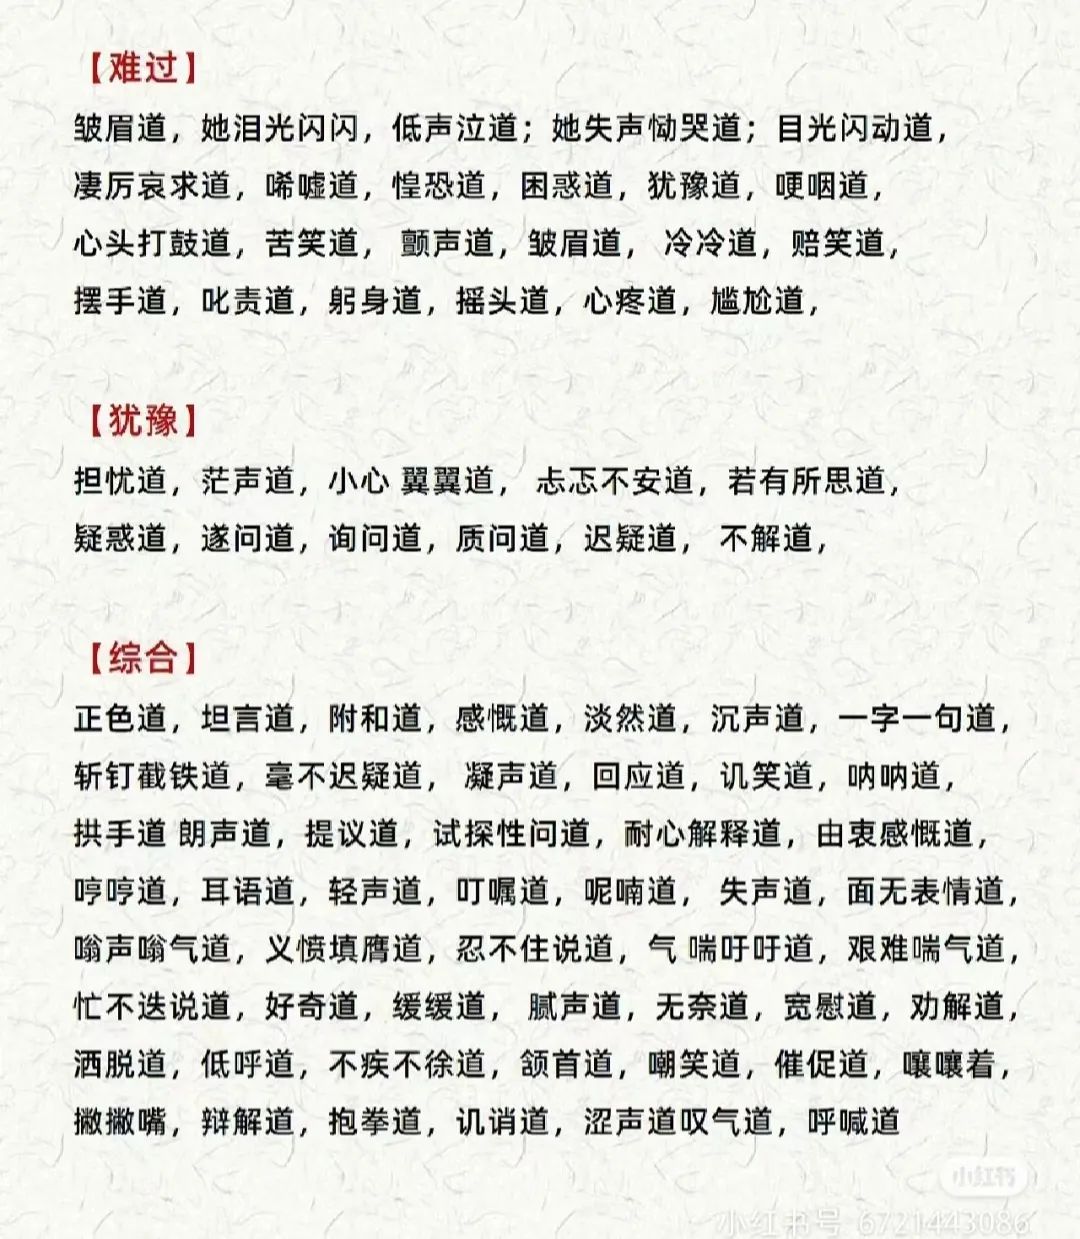 【难过】
皱眉道，她泪光闪闪，低声泣道；她失声恸哭道；目光闪动道，
凄厉哀求道，唏嘘道，惶恐道，困惑道，犹豫道，哽咽道，
心头打鼓道，苦笑道， 颤声道，皱眉道， 冷冷道，赔笑道，
摆手道，叱责道，躬身道，摇头道，心疼道，尴尬道，
【犹豫】
担忧道，茫声道，小心 翼翼道， 忐忑不安道，若有所思道，
疑惑道，遂问道，询问道，质问道，迟疑道， 不解道，
【综合】
正色道，坦言道，附和道，感慨道，淡然道，沉声道，一字一句道，
斩钉截铁道，毫不迟疑道， 凝声道，回应道，讥笑道，呐呐道，
拱手道 朗声道，提议道，试探性问道，耐心解释道，由衷感慨道，
哼哼道，耳语道，轻声道，叮嘱道，呢喃道， 失声道，面无表情道，
嗡声嗡气道，义愤填膺道，忍不住说道，气 喘吁吁道，艰难喘气道，
忙不迭说道，好奇道，缓缓道， 腻声道，无奈道，宽慰道，劝解道，
洒脱道，低呼道，不疾不徐道，颔首道，嘲笑道，催促道，嚷嚷着，
撇撇嘴，辩解道，抱拳道，讥诮道，涩声道叹气道，呼喊道
小红书
小红书号 6721443086